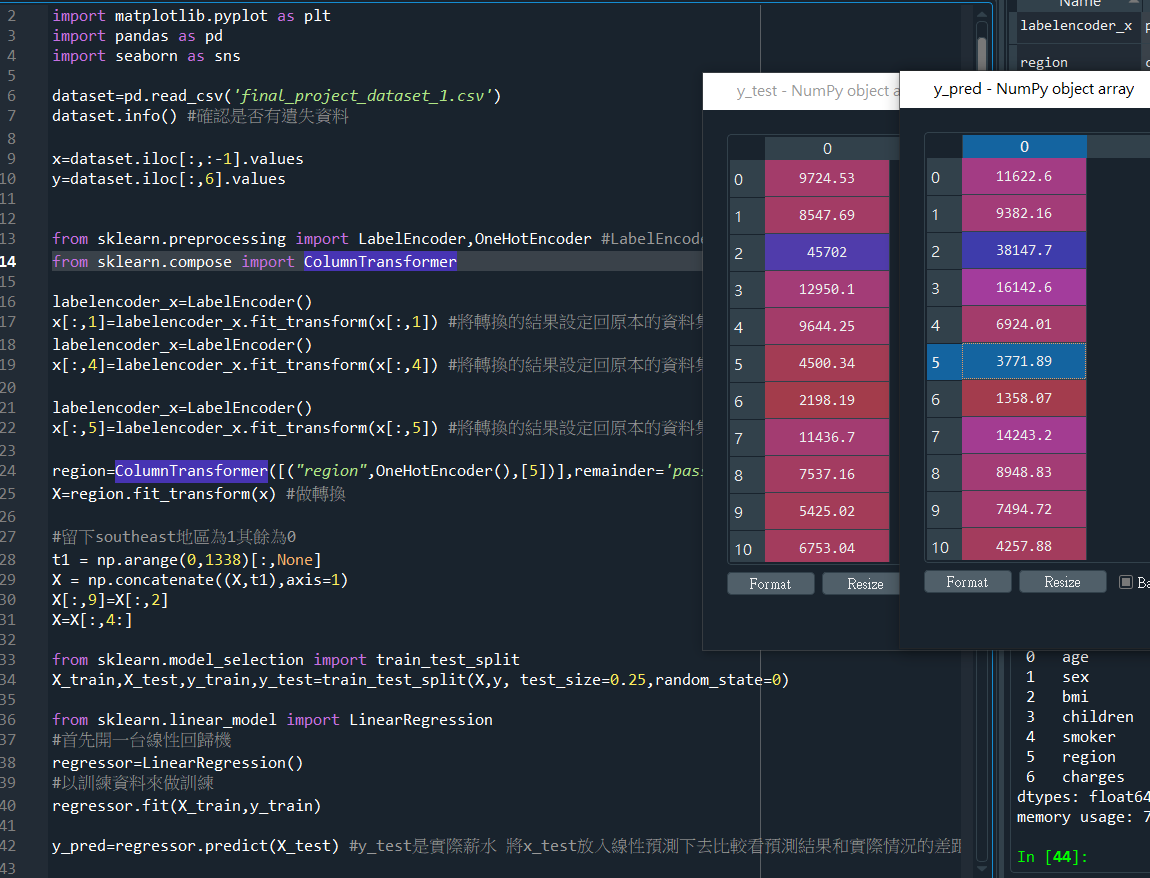 2 import matplotlib.pyplot as plt
3 import pandas as pd
4 import seaborn as sns
5
6 dataset=pd.read_csv('final_project_dataset_1.csv')
7 dataset.info() #確認是否有遺失資料
8
9 x=dataset.iloc[:,:-1].values
10 y=dataset.iloc[:,6].values
11
12
13 from sklearn.preprocessing import LabelEncoder,OneHotEncoder #LabelEncode
14 from sklearn.compose import ColumnTransformer
15
16 labelencoder_x=LabelEncoder()
17 x[:,1]=labelencoder_x.fit_transform(x[:,1]) #將轉換的結果設定回原本的資料集
18 labelencoder_x=LabelEncoder()
19 x[:,4]=labelencoder_x.fit_transform(x[:,4]) #將轉換的結果設定回原本的資料集
20
21 labelencoder_x=LabelEncoder()
22 x[:,5]=labelencoder_x.fit_transform(x[:,5]) #將轉換的結果設定回原本的資料集
23
24 region=ColumnTransformer([("region",OneHotEncoder(),[5])],remainder='pas
25 X=region.fit_transform(x) #做轉換
26
27 #留下southeast地區為1其餘為0
28 t1 = np.arange(0,1338)[:,None]
29 X = np.concatenate((X,t1),axis=1)
30 X[:,9]=X[:,2]
31 X=X[:,4:]
32
33 from sklearn.model_selection import train_test_split
34 X_train,X_test,y_train,y_test=train_test_split(X,y, test_size=0.25,random_state=0)
35
36 from sklearn.linear_model import LinearRegression
37 #首先開一台線性回歸機
38 regressor=LinearRegression()
39 #以訓練資料來做訓練
40 regressor.fit(X_train,y_train)
41
42 y_pred=regressor.predict(X_test) #y_test是實際薪水 將x_test放入線性預測下去比較看預測結果和實際情況的差距
43
Name
labelencoder_x
region
y_test - NumPy object a
0
0 9724.53
1 8547.69
2 45702
3 12950.1
4 9644.25
5 4500.34
6 2198.19
7 11436.7
8 7537.16
9 5425.02
10 6753.04
Format Resize
y_pred - NumPy object array
0
0 11622.6
1 9382.16
2 38147.7
3 16142.6
4 6924.01
5 3771.89
6 1358.07
7 14243.2
8 8948.83
9 7494.72
10 4257.88
Format Resize Ba
0 age
1 sex
2 bmi
3 children
4 smoker
5 region
6 charges
dtypes: float64
memory usage: 7
In [44]: